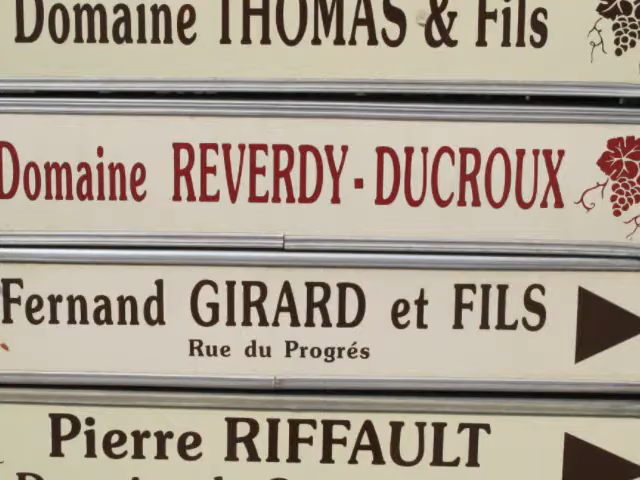 Domaine THOMAS & Fils
Domaine REVERDY-DUCROUX
Fernand GIRARD et FILS
Rue du Progrés
Pierre RIFFAULT